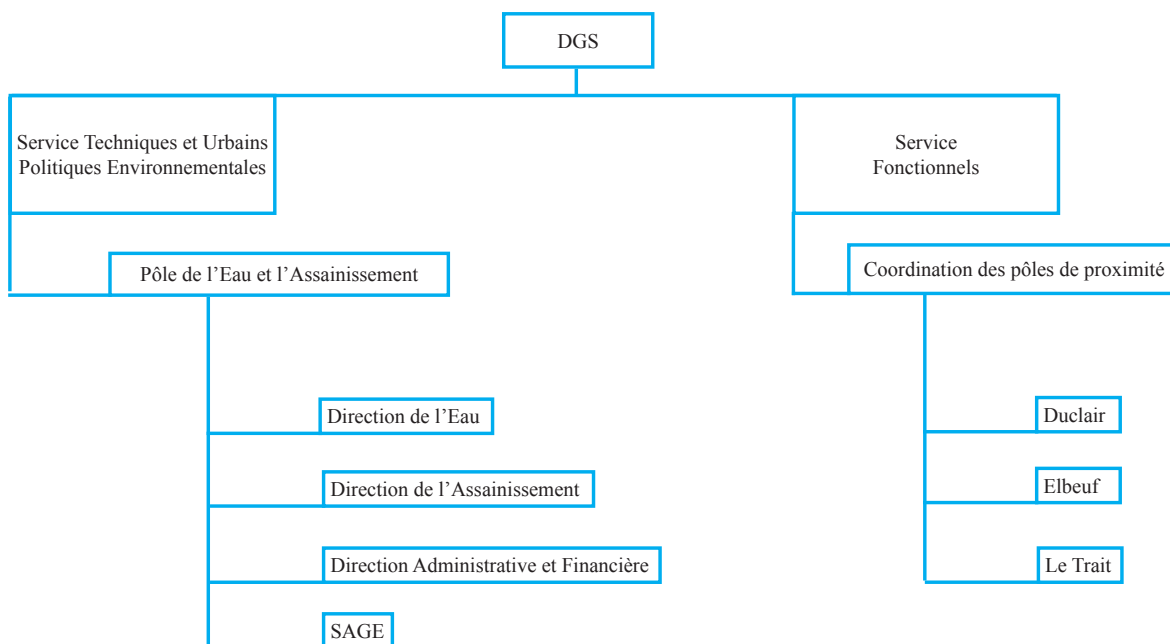 DGS
Service Techniques et Urbains
Politiques Environnementales
Service
Fonctionnels
Pôle de l’Eau et l’Assainissement
Coordination des pôles de proximité
Direction de l’Eau
Duclair
Direction de l’Assainissement
Elbeuf
Direction Administrative et Financière
Le Trait
SAGE